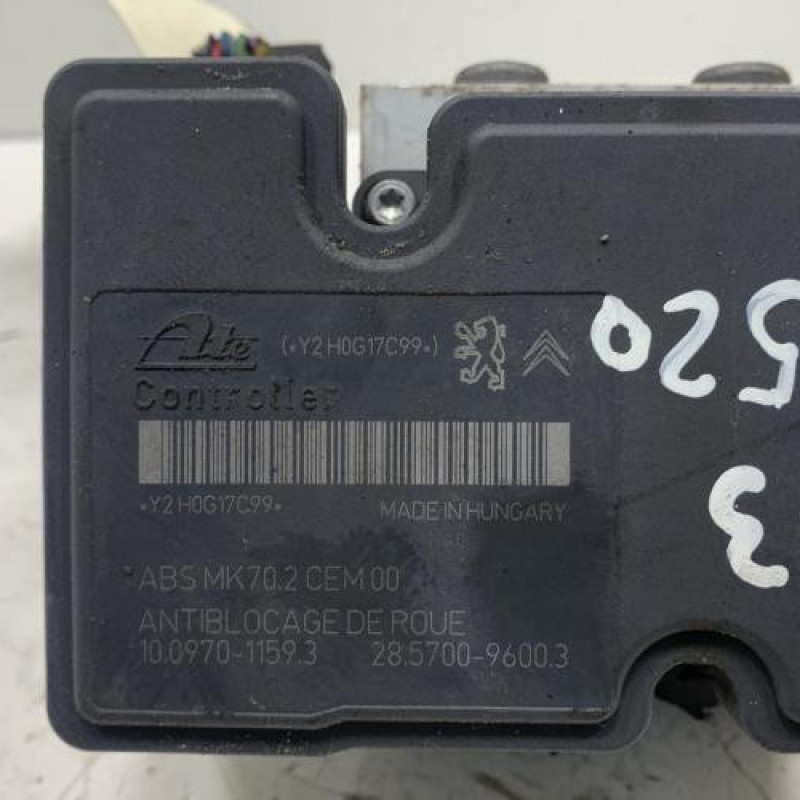 Ate (*Y2 H0G17C99*)
Controller
*Y2 H0G17C99*
MADE IN HUNGARY
ABS MK70.2 CEM 00
ANTIBLOCAGE DE ROUE
10.0970-1159.3 28.5700-9600.3
520
3